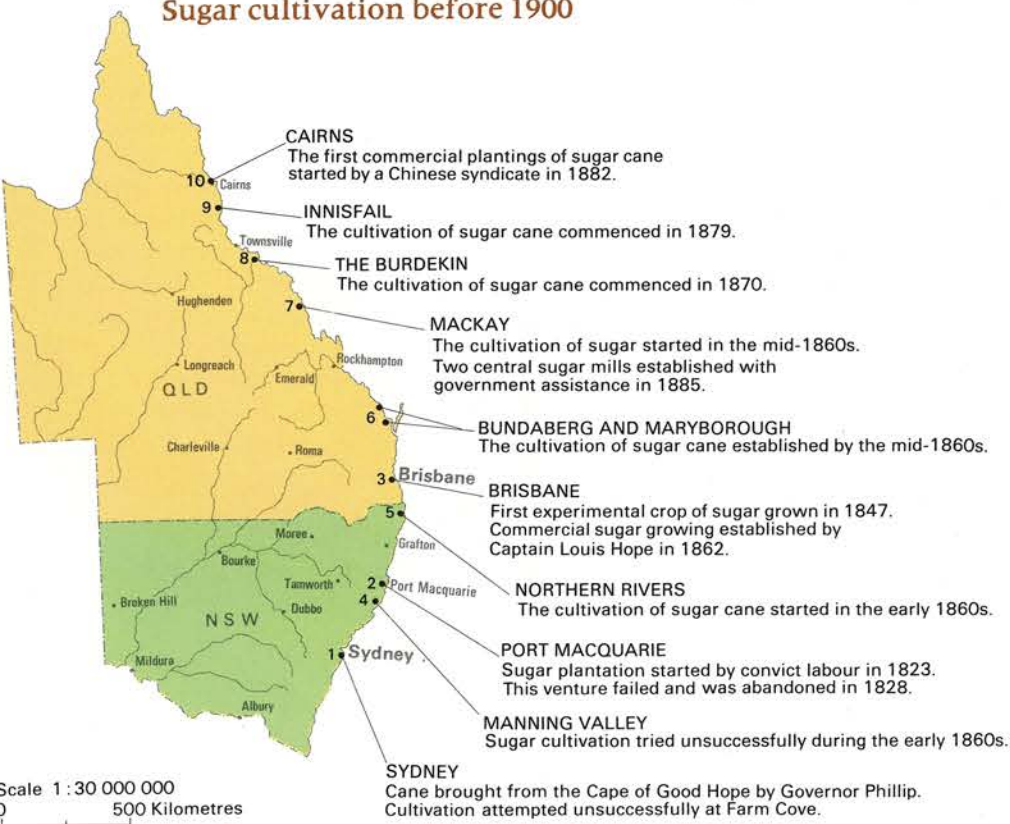 Sugar cultivation before 1900
CAIRNS
The first commercial plantings of sugar cane
started by a Chinese syndicate in 1882.
10 Cairns
9
INNISFAIL
The cultivation of sugar cane commenced in 1879.
Townsville
8
THE BURDEKIN
The cultivation of sugar cane commenced in 1870.
Hughenden
7
MACKAY
The cultivation of sugar started in the mid-1860s.
Two central sugar mills established with
government assistance in 1885.
Rockhampton
Longreach
Emerald
QLD
6
BUNDABERG AND MARYBOROUGH
The cultivation of sugar cane established by the mid-1860s.
Charleville
Roma
3 Brisbane
BRISBANE
First experimental crop of sugar grown in 1847.
Commercial sugar growing established by
Captain Louis Hope in 1862.
5
Moree
Grafton
Bourke
Tamworth
2 Port Macquarie
NORTHERN RIVERS
The cultivation of sugar cane started in the early 1860s.
Broken Hill
4
Dubbo
NSW
1 Sydney
PORT MACQUARIE
Sugar plantation started by convict labour in 1823.
This venture failed and was abandoned in 1828.
Mildura
Albury
MANNING VALLEY
Sugar cultivation tried unsuccessfully during the early 1860s.
SYDNEY
Cane brought from the Cape of Good Hope by Governor Phillip.
Cultivation attempted unsuccessfully at Farm Cove.
Scale 1:30 000 000
0 500 Kilometres